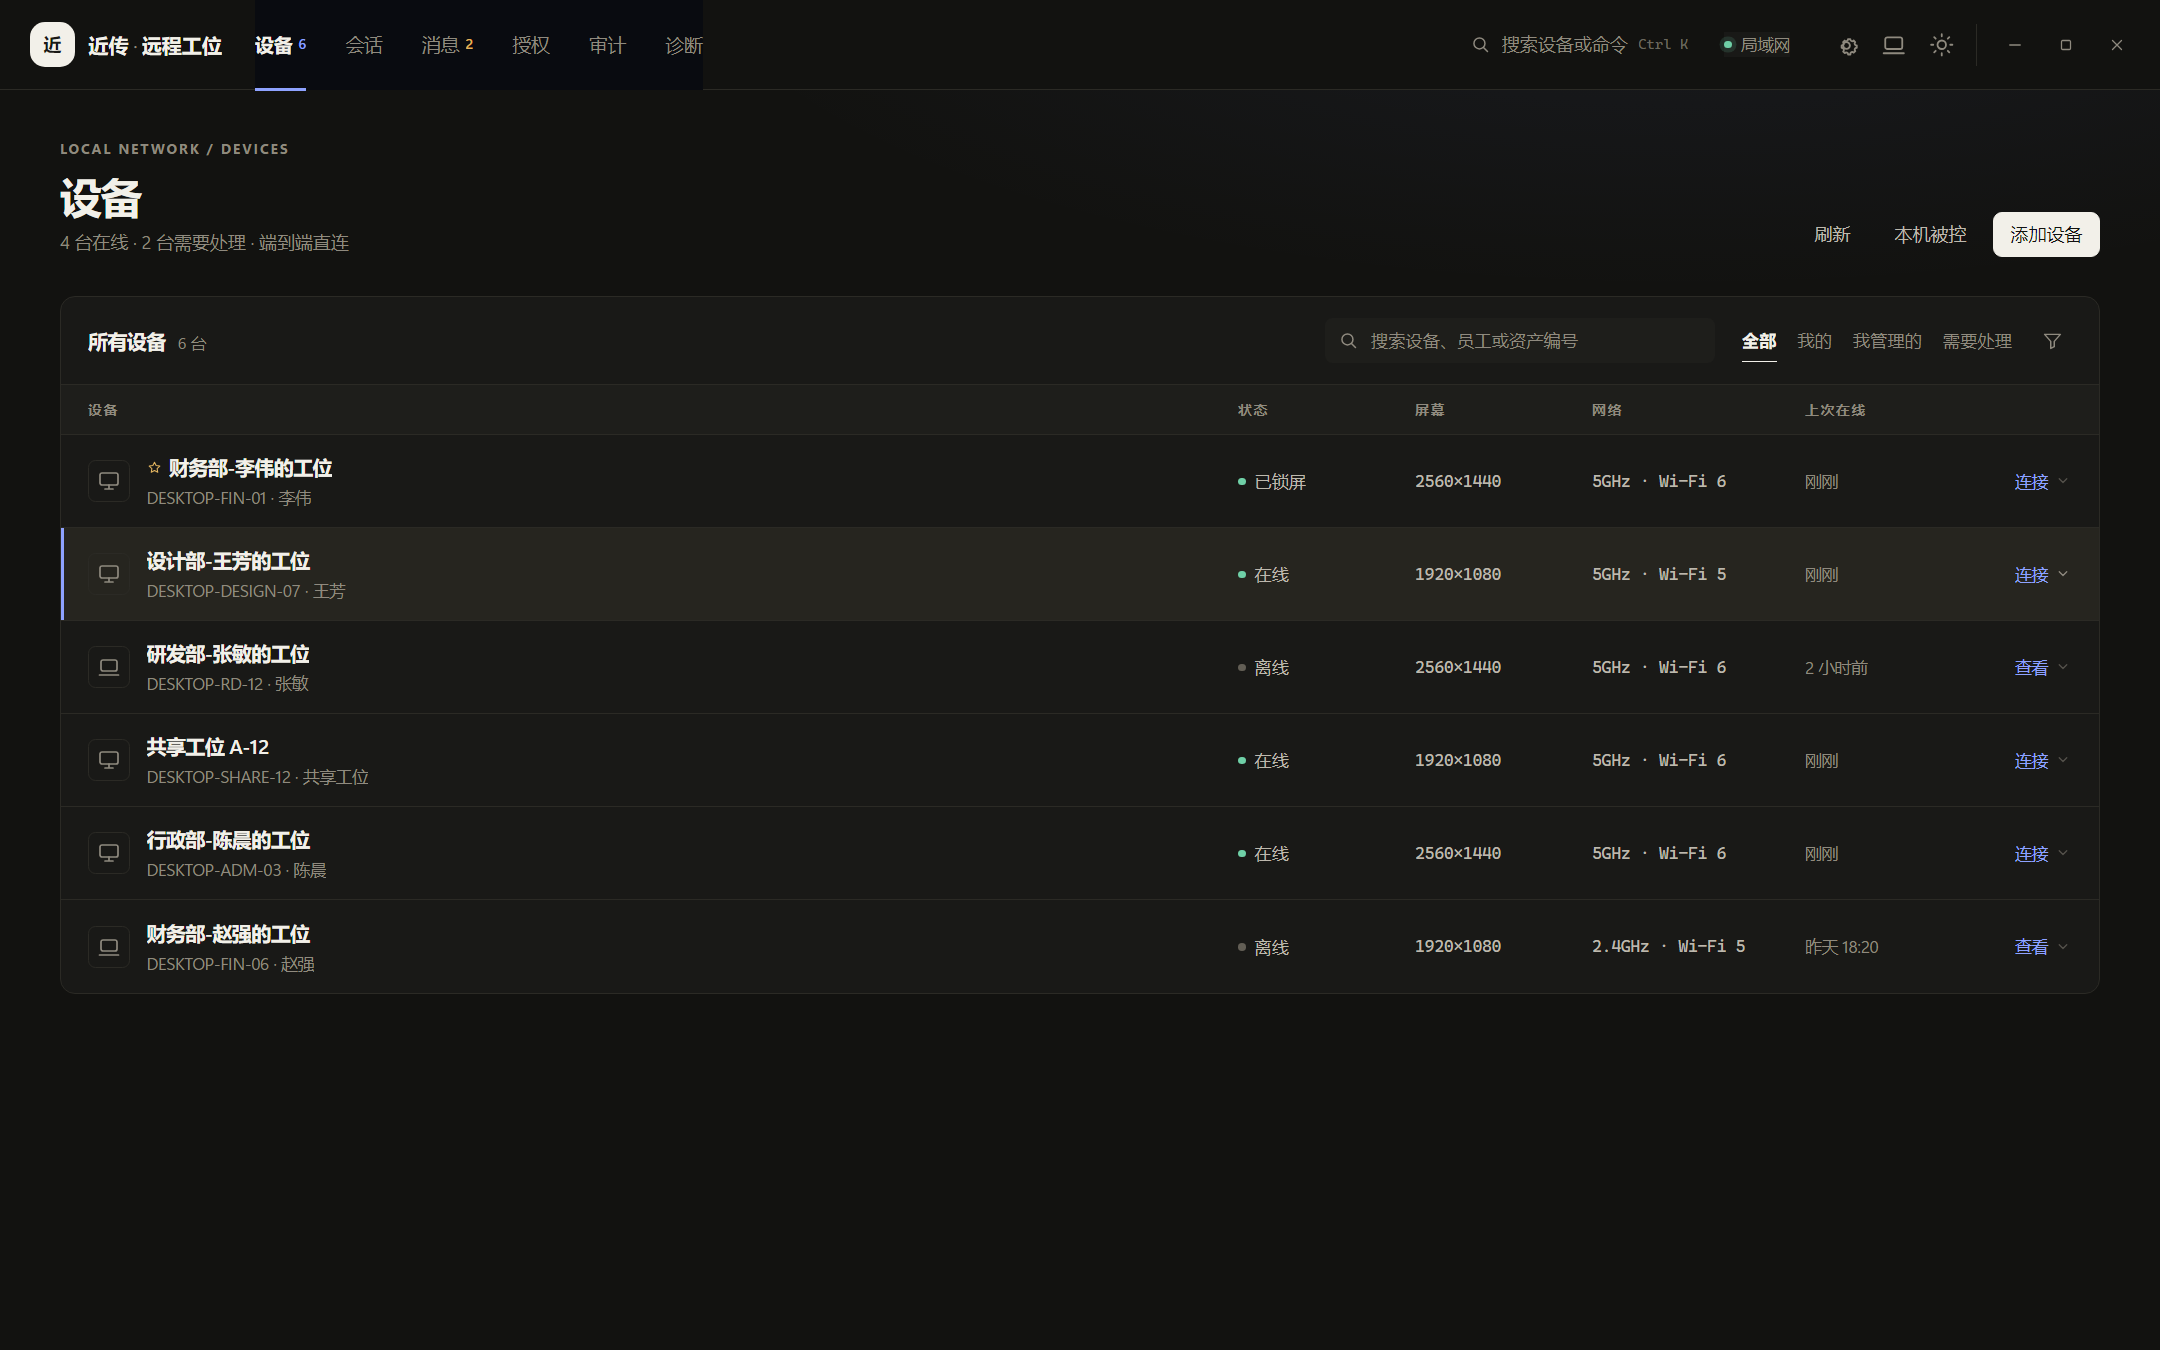 近 近传 · 远程工位 设备 6 会话 消息 2 授权 审计 诊断 搜索设备或命令 Ctrl K 局域网
LOCAL NETWORK / DEVICES
设备
4 台在线 · 2 台需要处理 · 端到端直连
刷新 本机被控 添加设备
所有设备 6 台 搜索设备、员工或资产编号 全部 我的 我管理的 需要处理
设备 状态 屏幕 网络 上次在线
财务部-李伟的工位
DESKTOP-FIN-01 · 李伟
已锁屏 2560×1440 5GHz · Wi-Fi 6 刚刚 连接
设计部-王芳的工位
DESKTOP-DESIGN-07 · 王芳
在线 1920×1080 5GHz · Wi-Fi 5 刚刚 连接
研发部-张敏的工位
DESKTOP-RD-12 · 张敏
离线 2560×1440 5GHz · Wi-Fi 6 2 小时前 查看
共享工位 A-12
DESKTOP-SHARE-12 · 共享工位
在线 1920×1080 5GHz · Wi-Fi 6 刚刚 连接
行政部-陈晨的工位
DESKTOP-ADM-03 · 陈晨
在线 2560×1440 5GHz · Wi-Fi 6 刚刚 连接
财务部-赵强的工位
DESKTOP-FIN-06 · 赵强
离线 1920×1080 2.4GHz · Wi-Fi 5 昨天 18:20 查看